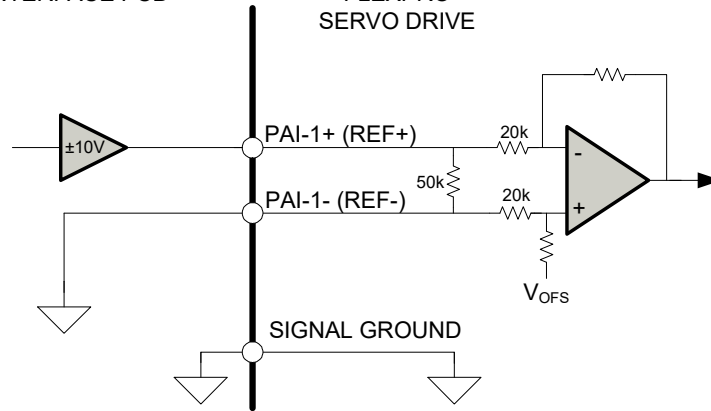 SERVO DRIVE
±10V
PAI-1+ (REF+)
20k
-
50k
PAI-1- (REF-)
20k
+
VOFS
SIGNAL GROUND